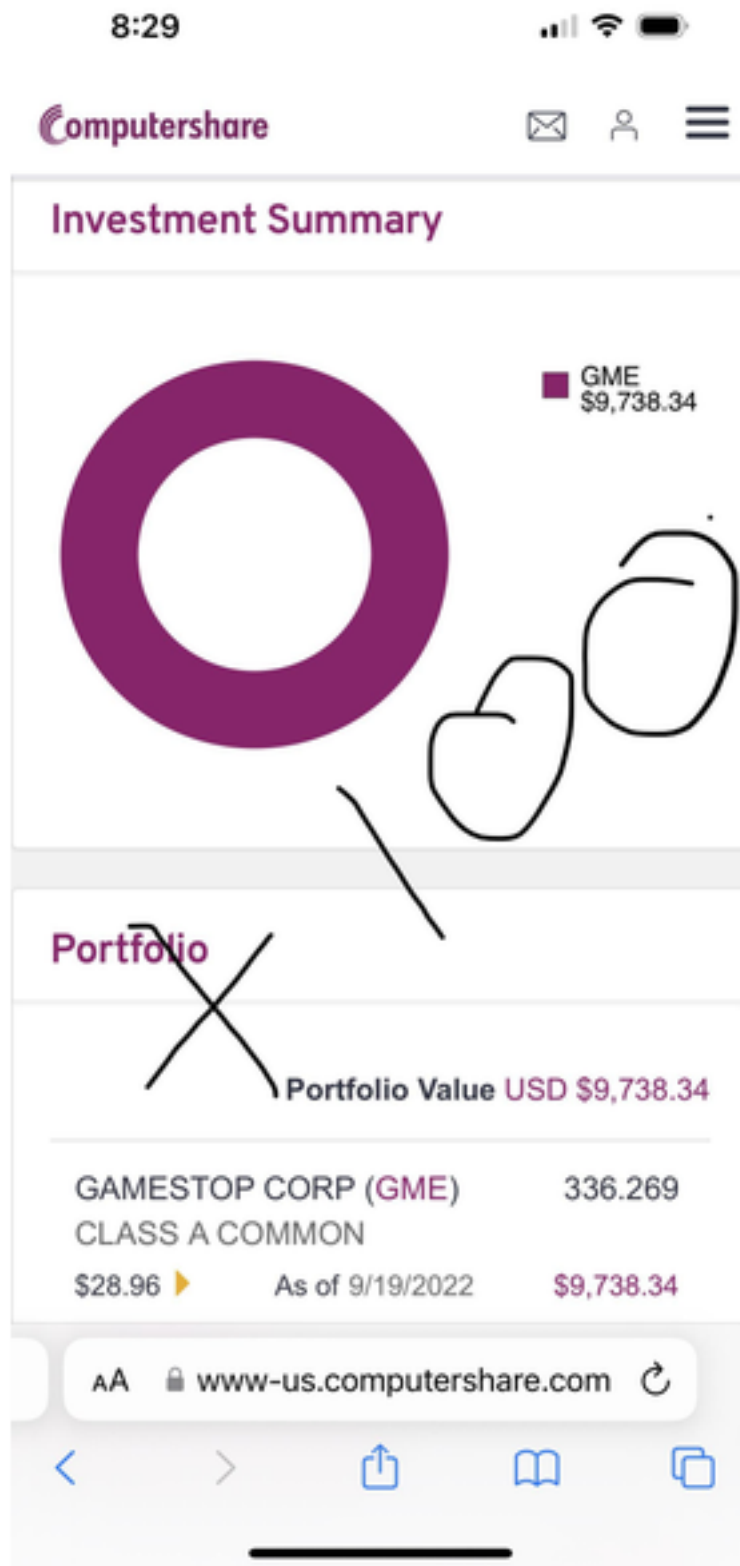 8:29
Computershare
Investment Summary
GME
$9,738.34
X \ 0 0
Portfolio
Portfolio Value USD $9,738.34
GAMESTOP CORP (GME) 336.269
CLASS A COMMON
$28.96 As of 9/19/2022 $9,738.34
AA www-us.computershare.com